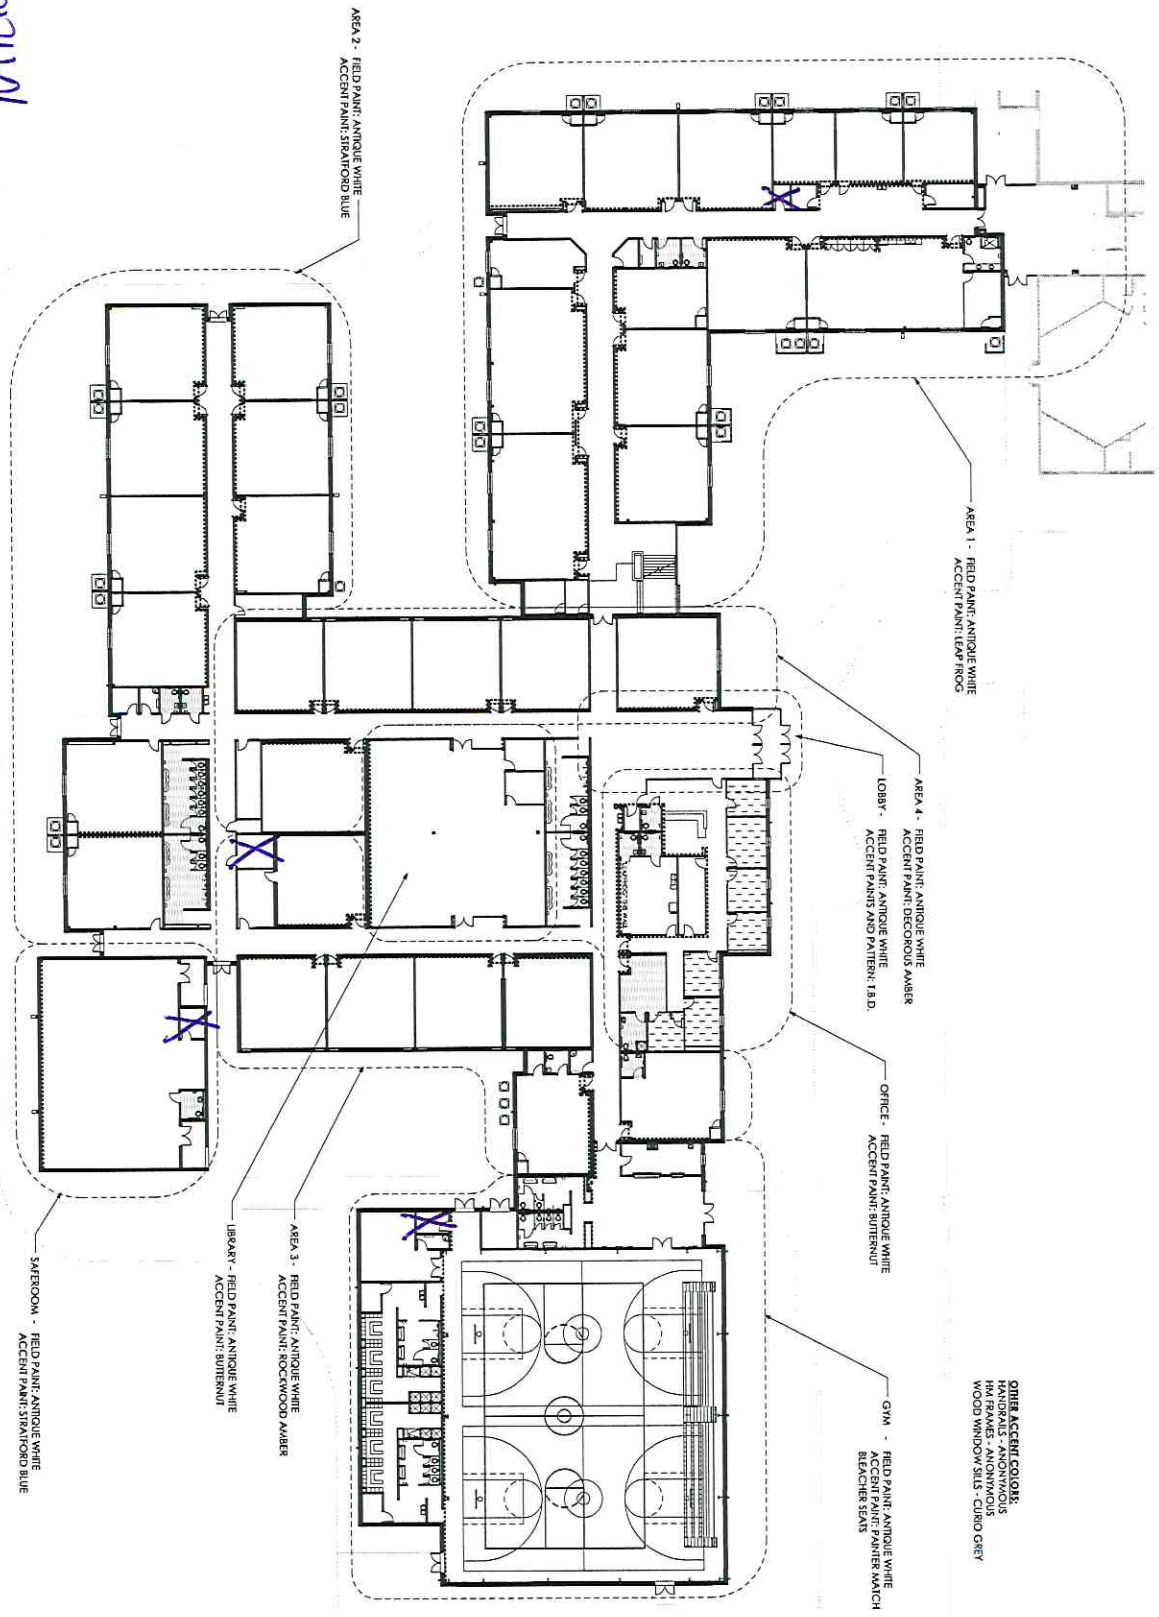 AREA 1 - FIELD PAINT: ANTIQUE WHITE
ACCENT PAINT: LEAP FROG
AREA 2 - FIELD PAINT: ANTIQUE WHITE
ACCENT PAINT: STRATFORD BLUE
AREA 4 - FIELD PAINT: ANTIQUE WHITE
ACCENT PAINT: DECOROUS AMBER
LOBBY - FIELD PAINT: ANTIQUE WHITE
ACCENT PAINTS AND PATTERN: T.B.D.
OFFICE - FIELD PAINT: ANTIQUE WHITE
ACCENT PAINT: BUTTERNUT
GYM - FIELD PAINT: ANTIQUE WHITE
ACCENT PAINT: PAINTER MATCH
BLEACHER SEATS
OTHER ACCENT COLORS:
HANDRAILS - ANONYMOUS
HM FRAMES - ANONYMOUS
WOOD WINDOW SILLS - CURIO GREY
AREA 3 - FIELD PAINT: ANTIQUE WHITE
ACCENT PAINT: ROCKWOOD AMBER
LIBRARY - FIELD PAINT: ANTIQUE WHITE
ACCENT PAINT: BUTTERNUT
SAFEROOM - FIELD PAINT: ANTIQUE WHITE
ACCENT PAINT: STRATFORD BLUE